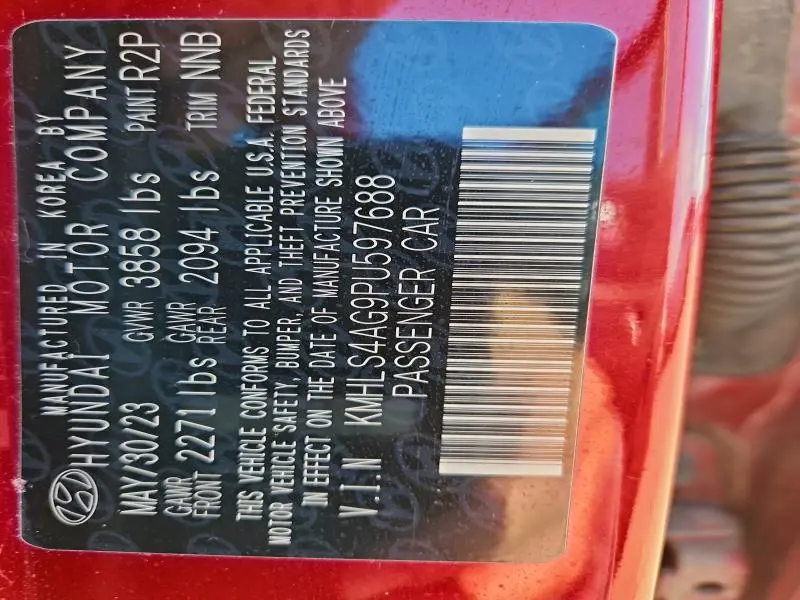 MANUFACTURED IN KOREA BY
HYUNDAI MOTOR COMPANY
MAY/30/23 GVWR 3858 lbs PAINT R2P
GAWR FRONT 2271 lbs GAWR REAR 2094 lbs TRIM NNB
THIS VEHICLE CONFORMS TO ALL APPLICABLE U.S.A. FEDERAL
MOTOR VEHICLE SAFETY, BUMPER, AND THEFT PREVENTION STANDARDS
IN EFFECT ON THE DATE OF MANUFACTURE SHOWN ABOVE
V.I.N KMHLS4AG9PU597688
PASSENGER CAR